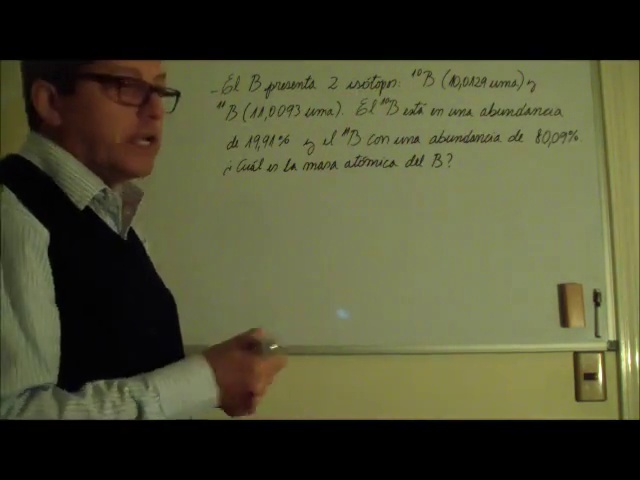 - El B presenta 2 isótopos: ¹⁰B (10,0129 uma) y
¹¹B (11,0093 uma). El ¹⁰B está en una abundancia
de 19,91% y el ¹¹B con una abundancia de 80,09%.
¿Cuál es la masa atómica del B?